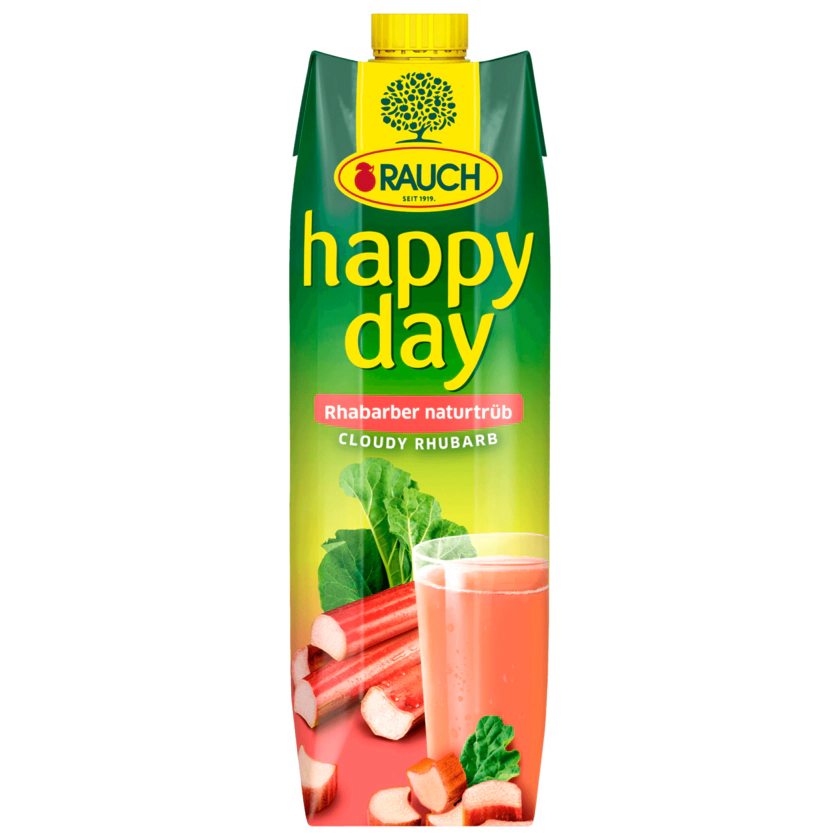 RAUCH
SEIT 1919.
happy
day
Rhabarber naturtrüb
CLOUDY RHUBARB